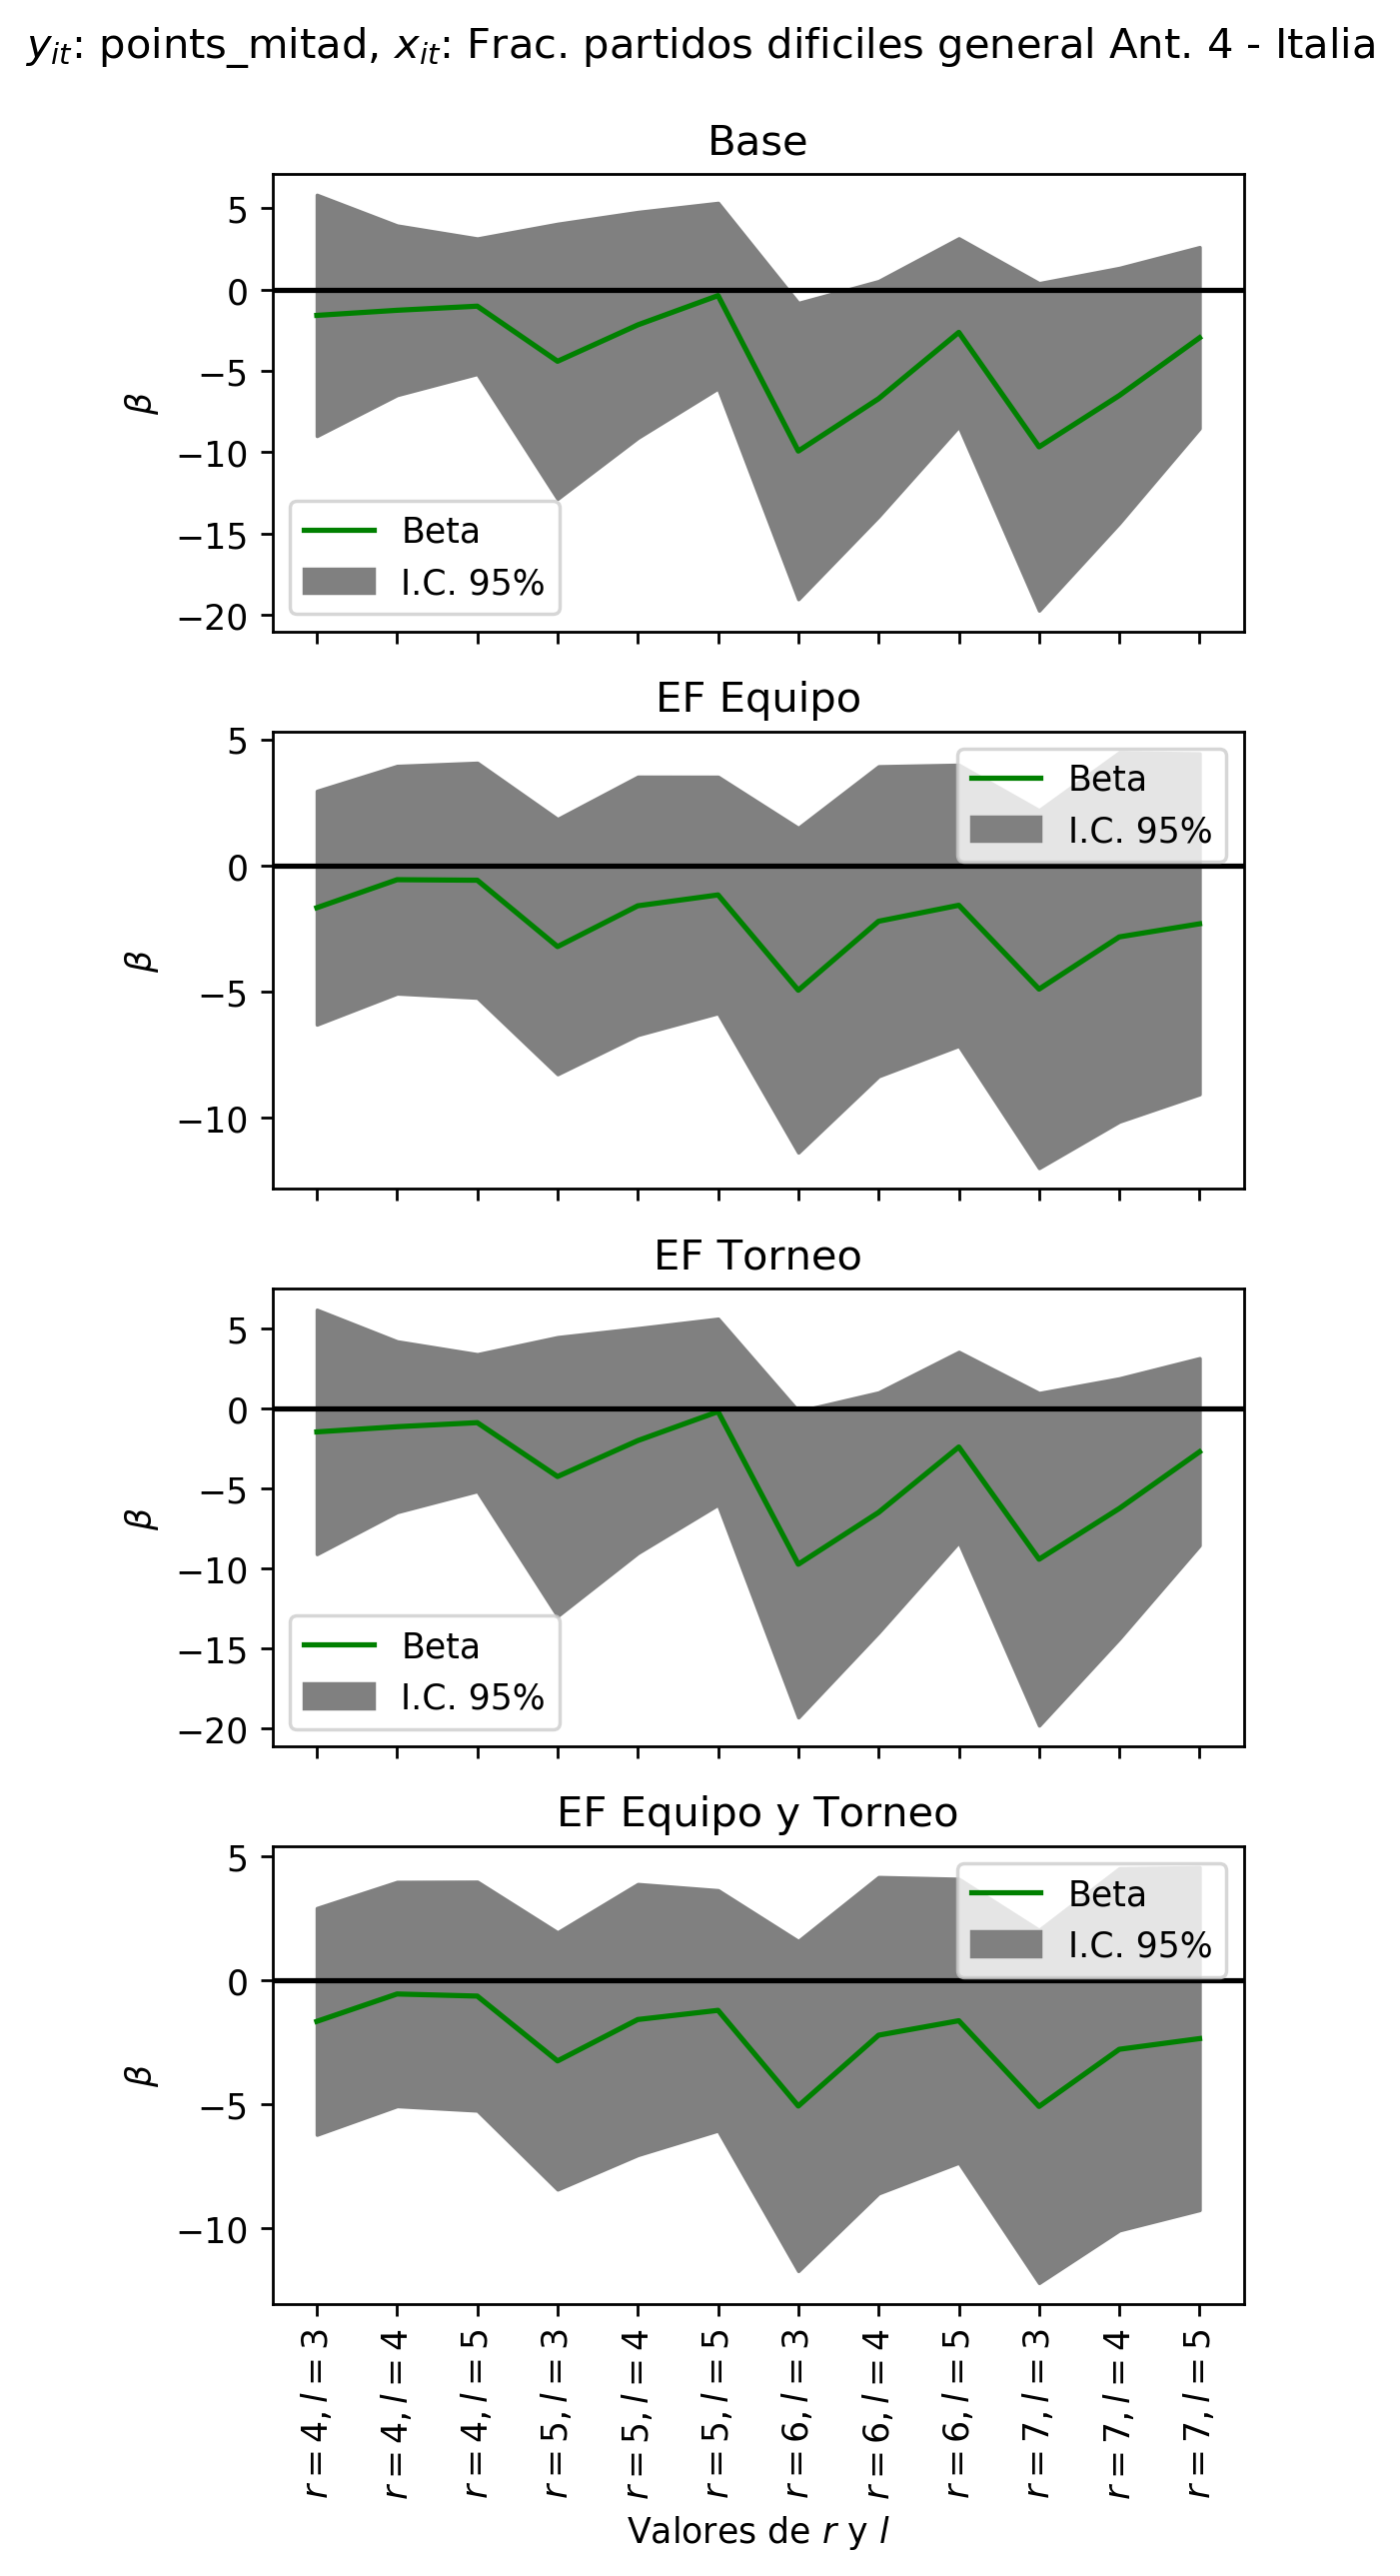 y_it: points_mitad, x_it: Frac. partidos dificiles general Ant. 4 - Italia
Base
5
0
−5
−10
−15
−20
β
Beta
I.C. 95%
EF Equipo
5
0
−5
−10
β
Beta
I.C. 95%
EF Torneo
5
0
−5
−10
−15
−20
β
Beta
I.C. 95%
EF Equipo y Torneo
5
0
−5
−10
β
Beta
I.C. 95%
r = 4, l = 3
r = 4, l = 4
r = 4, l = 5
r = 5, l = 3
r = 5, l = 4
r = 5, l = 5
r = 6, l = 3
r = 6, l = 4
r = 6, l = 5
r = 7, l = 3
r = 7, l = 4
r = 7, l = 5
Valores de r y l